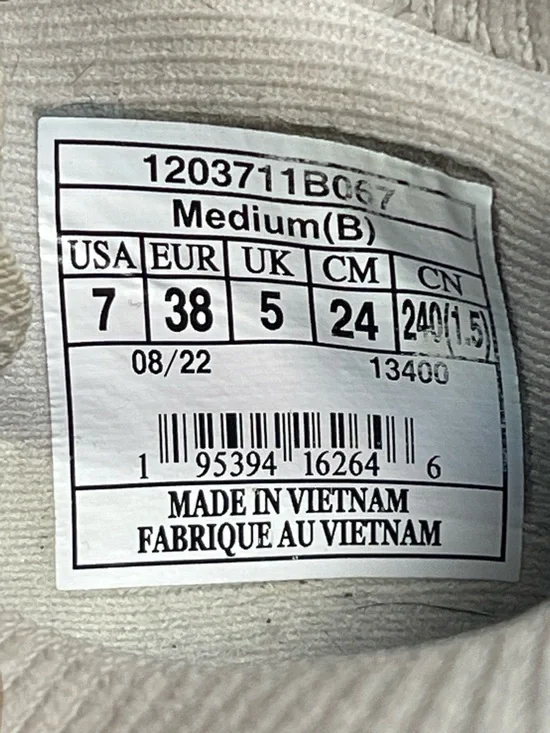 1203711B067
Medium(B)
USA EUR UK CM CN
7 38 5 24 240(1.5)
08/22 13400
1 95394 16264 6
MADE IN VIETNAM
FABRIQUE AU VIETNAM